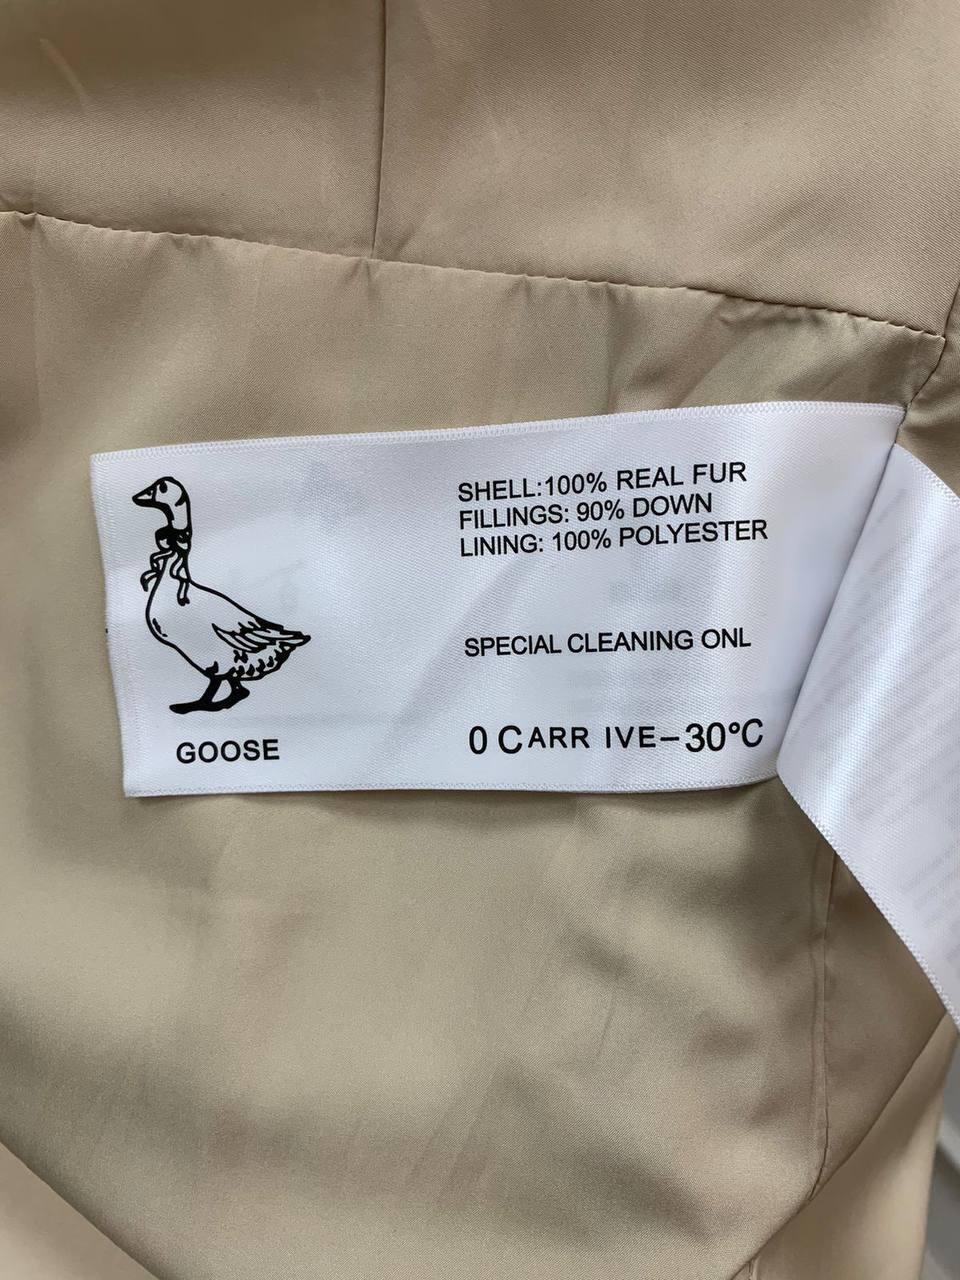 SHELL:100% REAL FUR
FILLINGS: 90% DOWN
LINING: 100% POLYESTER
SPECIAL CLEANING ONL
0 CARR IVE-30°C
GOOSE